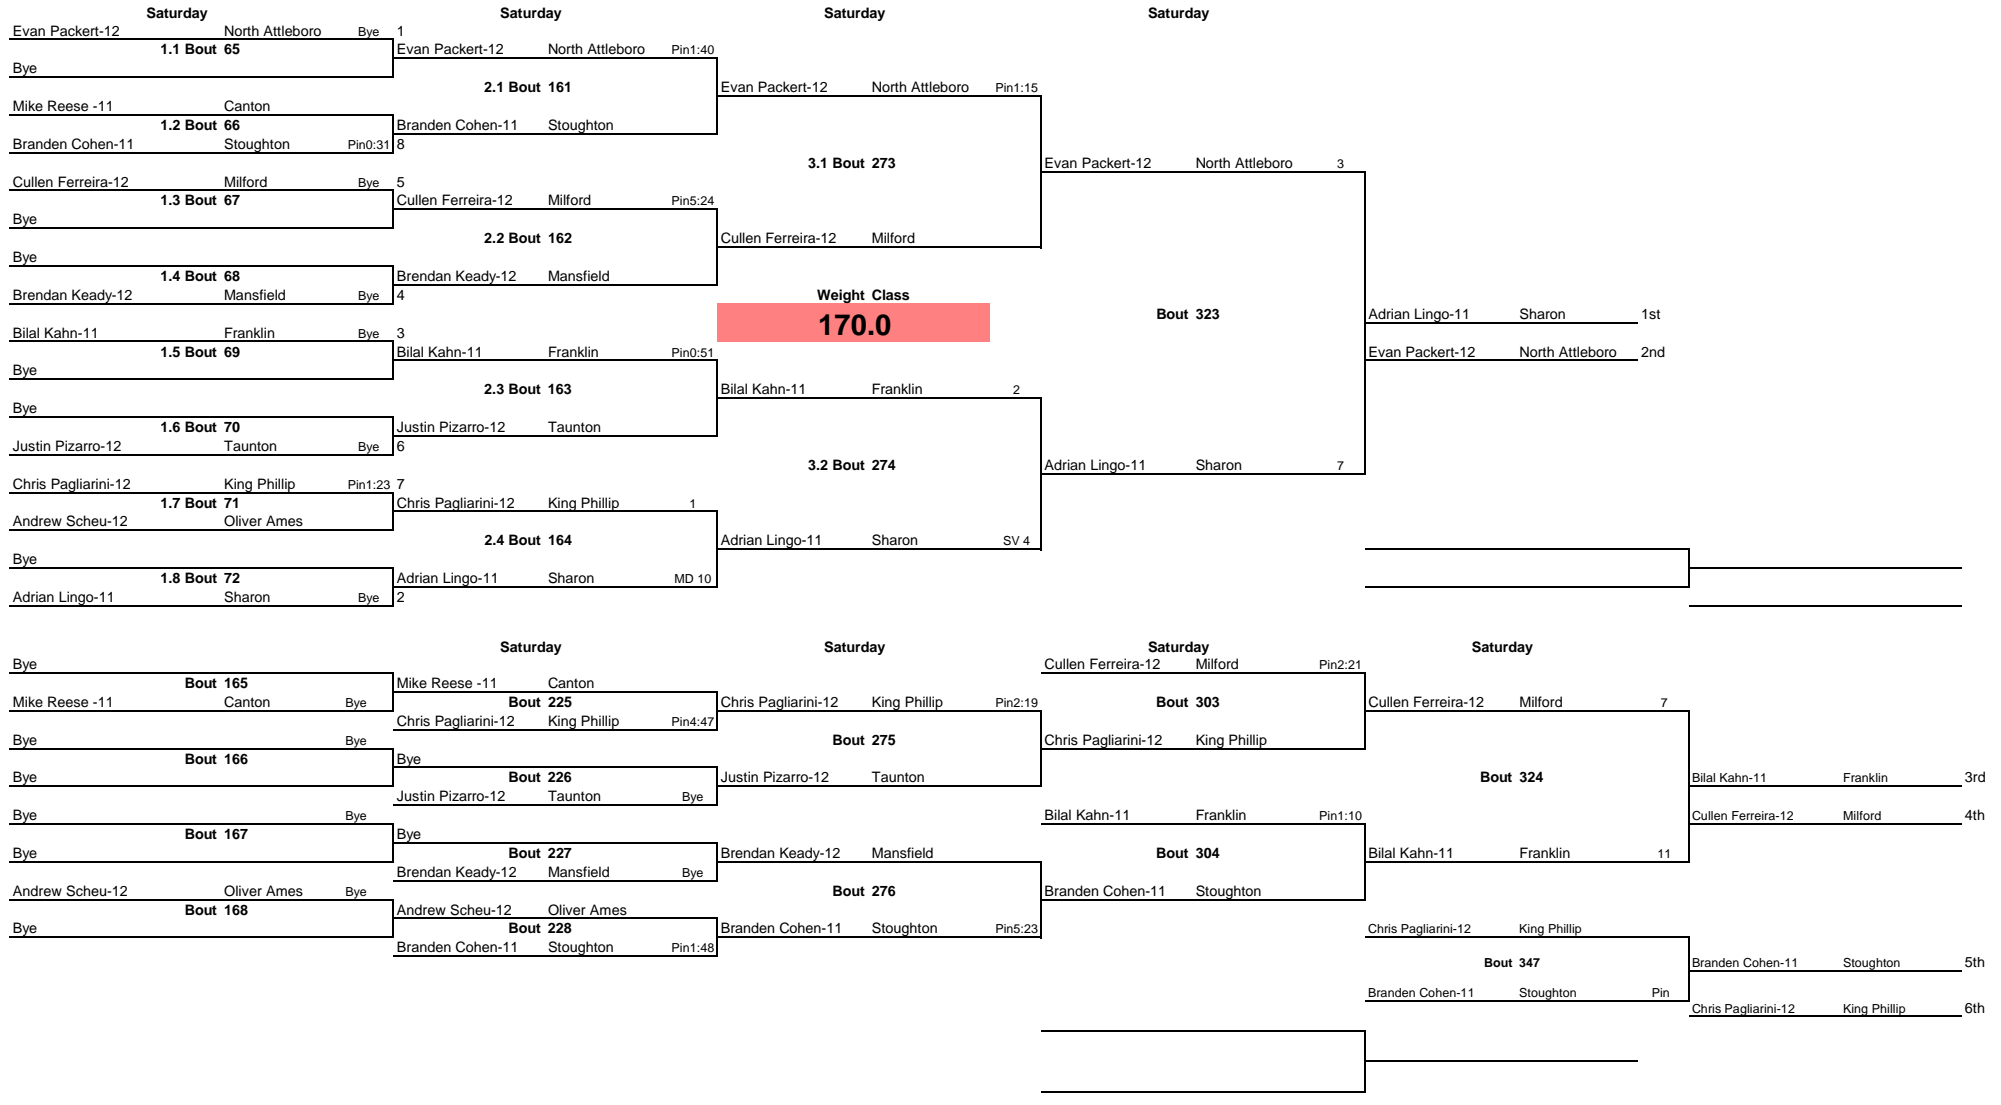 Saturday Saturday Saturday Saturday
Evan Packert-12 North Attleboro Bye 1
1.1 Bout 65 Evan Packert-12 North Attleboro Pin1:40
Bye
2.1 Bout 161 Evan Packert-12 North Attleboro Pin1:15
Mike Reese -11 Canton
1.2 Bout 66 Branden Cohen-11 Stoughton
Branden Cohen-11 Stoughton Pin0:31 8
3.1 Bout 273 Evan Packert-12 North Attleboro 3
Cullen Ferreira-12 Milford Bye 5
1.3 Bout 67 Cullen Ferreira-12 Milford Pin5:24
Bye
2.2 Bout 162 Cullen Ferreira-12 Milford
Bye
1.4 Bout 68 Brendan Keady-12 Mansfield
Brendan Keady-12 Mansfield Bye 4 Weight Class
170.0 Bout 323 Adrian Lingo-11 Sharon 1st
Bilal Kahn-11 Franklin Bye 3
1.5 Bout 69 Bilal Kahn-11 Franklin Pin0:51 Evan Packert-12 North Attleboro 2nd
Bye
2.3 Bout 163 Bilal Kahn-11 Franklin 2
Bye
1.6 Bout 70 Justin Pizarro-12 Taunton
Justin Pizarro-12 Taunton Bye 6
3.2 Bout 274 Adrian Lingo-11 Sharon 7
Chris Pagliarini-12 King Phillip Pin1:23 7
1.7 Bout 71 Chris Pagliarini-12 King Phillip 1
Andrew Scheu-12 Oliver Ames
2.4 Bout 164 Adrian Lingo-11 Sharon SV 4
Bye
1.8 Bout 72 Adrian Lingo-11 Sharon MD 10
Adrian Lingo-11 Sharon Bye 2
Saturday Saturday Saturday Saturday
Bye Cullen Ferreira-12 Milford Pin2:21
Bout 165 Mike Reese -11 Canton
Mike Reese -11 Canton Bye Bout 225 Chris Pagliarini-12 King Phillip Pin2:19 Bout 303 Cullen Ferreira-12 Milford 7
Chris Pagliarini-12 King Phillip Pin4:47
Bye Bye Bout 275 Chris Pagliarini-12 King Phillip
Bout 166 Bye
Bye Bout 226 Justin Pizarro-12 Taunton Bout 324 Bilal Kahn-11 Franklin 3rd
Justin Pizarro-12 Taunton Bye
Bye Bye Bilal Kahn-11 Franklin Pin1:10 Cullen Ferreira-12 Milford 4th
Bout 167 Bye
Bye Bout 227 Brendan Keady-12 Mansfield Bout 304 Bilal Kahn-11 Franklin 11
Brendan Keady-12 Mansfield Bye
Andrew Scheu-12 Oliver Ames Bye Bout 276 Branden Cohen-11 Stoughton
Bout 168 Andrew Scheu-12 Oliver Ames
Bye Bout 228 Branden Cohen-11 Stoughton Pin5:23 Chris Pagliarini-12 King Phillip
Branden Cohen-11 Stoughton Pin1:48
Bout 347 Branden Cohen-11 Stoughton 5th
Branden Cohen-11 Stoughton Pin
Chris Pagliarini-12 King Phillip 6th